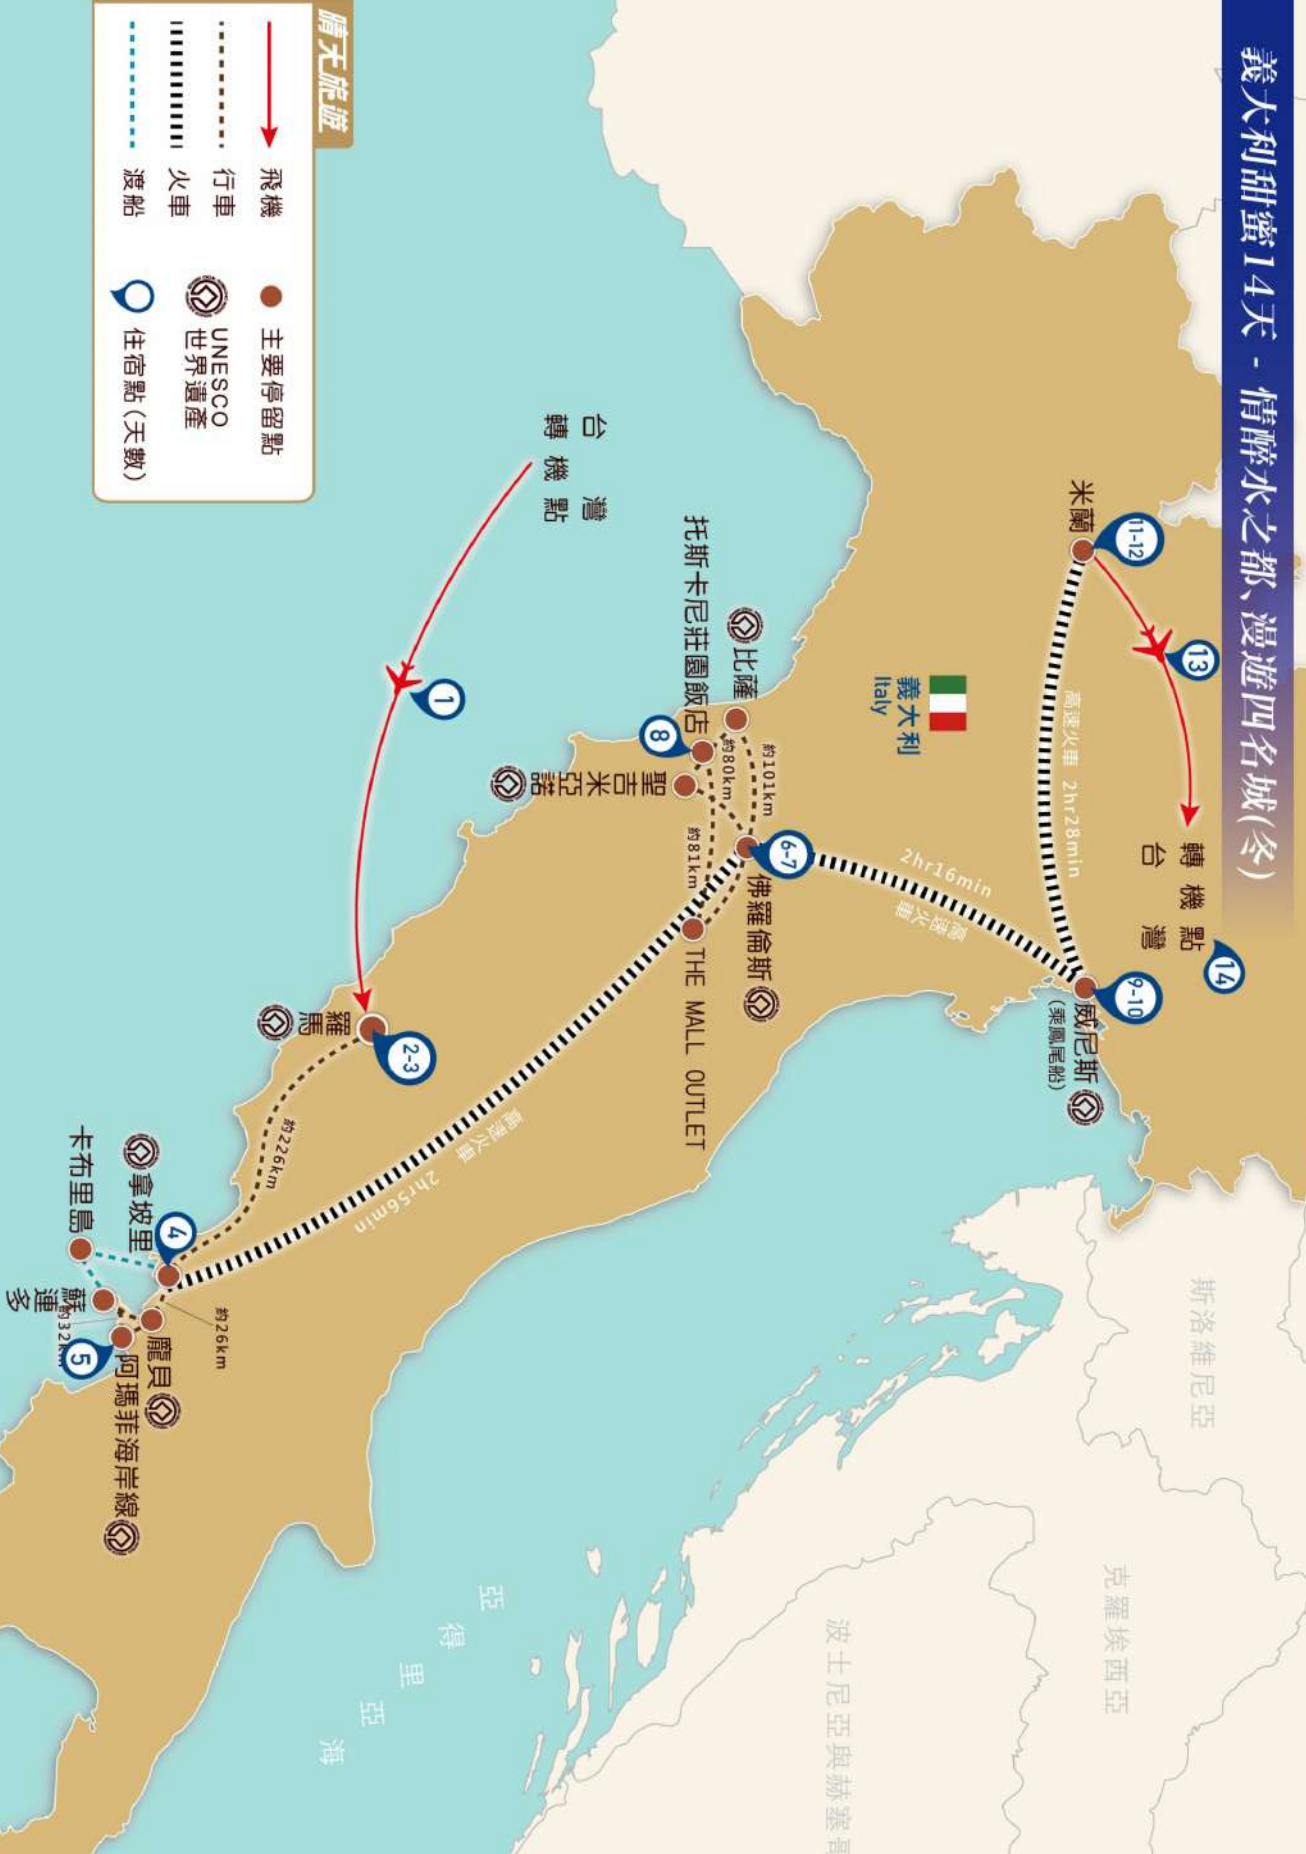 義大利甜蜜14天 - 情醉水之都、漫遊四名城(冬)
轉機點
台灣
14
13
11-12
米蘭
高速火車 2hr28min
9-10
威尼斯
(乘鳳尾船)
義大利
Italy
2hr16min
高速火車
6-7
佛羅倫斯
比薩
約101km
約80km
托斯卡尼莊園飯店
8
聖吉米亞諾
約81km
THE MALL OUTLET
台灣
轉機點
1
羅馬
2-3
高速火車
2hr56min
約226km
拿坡里
4
卡布里島
蘇連多
約26km
約32km
龐貝
5
阿瑪菲海岸線
斯洛維尼亞
克羅埃西亞
波士尼亞與赫塞哥
亞得里亞海
晴天旅遊
飛機
行車
火車
渡船
主要停留點
UNESCO
世界遺產
住宿點(天數)